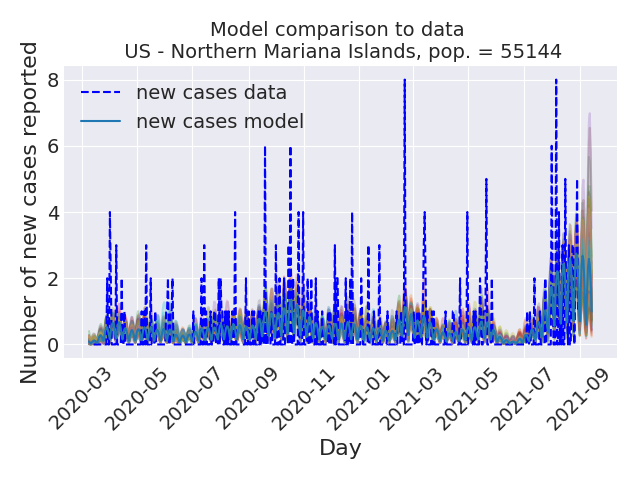 Model comparison to data
US - Northern Mariana Islands, pop. = 55144
Number of new cases reported
8
6
4
2
0
new cases data
new cases model
2020-03
2020-05
2020-07
2020-09
2020-11
2021-01
2021-03
2021-05
2021-07
2021-09
Day